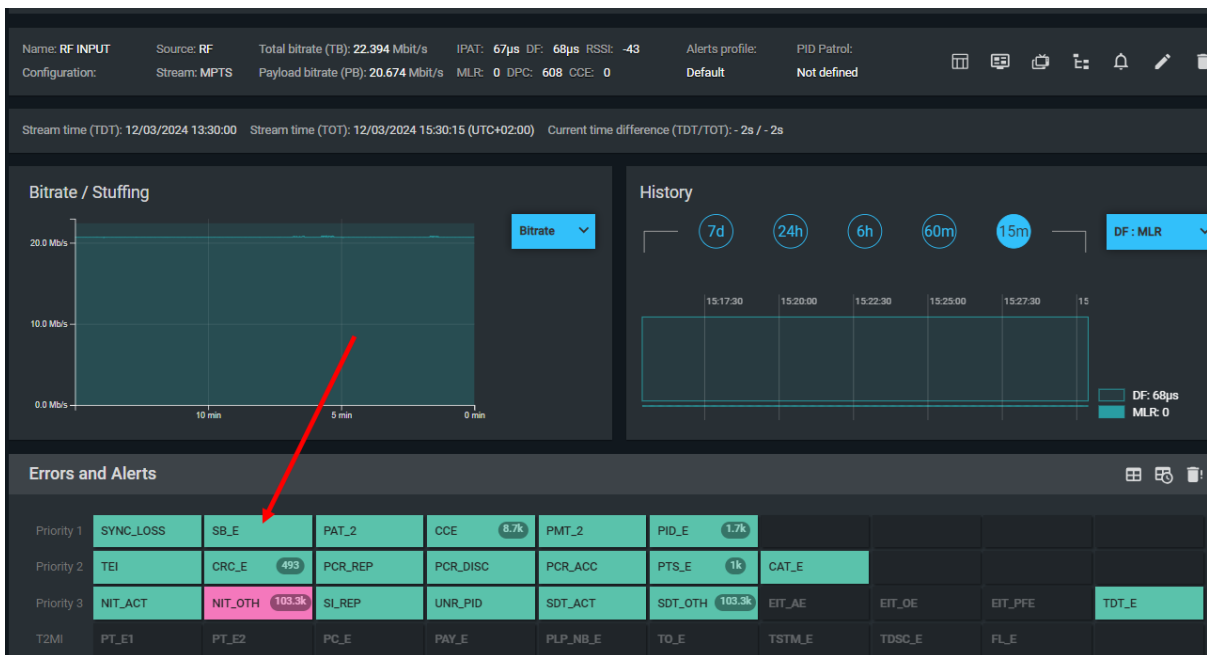 Name: RF INPUT Source: RF Total bitrate (TB): 22.394 Mbit/s IPAT: 67µs DF: 68µs RSSI: -43 Alerts profile: PID Patrol:
Configuration: Stream: MPTS Payload bitrate (PB): 20.674 Mbit/s MLR: 0 DPC: 608 CCE: 0 Default Not defined
Stream time (TDT): 12/03/2024 13:30:00 Stream time (TOT): 12/03/2024 15:30:15 (UTC+02:00) Current time difference (TDT/TOT): - 2s / - 2s
Bitrate / Stuffing
Bitrate
20.0 Mb/s
10.0 Mb/s
0.0 Mb/s
10 min 5 min 0 min
History
7d 24h 6h 60m 15m DF : MLR
15:17:30 15:20:00 15:22:30 15:25:00 15:27:30 15
DF: 68µs
MLR: 0
Errors and Alerts
Priority 1 SYNC_LOSS SB_E PAT_2 CCE 8.7k PMT_2 PID_E 1.7k
Priority 2 TEI CRC_E 493 PCR_REP PCR_DISC PCR_ACC PTS_E 1k CAT_E
Priority 3 NIT_ACT NIT_OTH 103.3k SI_REP UNR_PID SDT_ACT SDT_OTH 103.3k EIT_AE EIT_OE EIT_PFE TDT_E
T2MI PT_E1 PT_E2 PC_E PAY_E PLP_NB_E TO_E TSTM_E TDSC_E FL_E